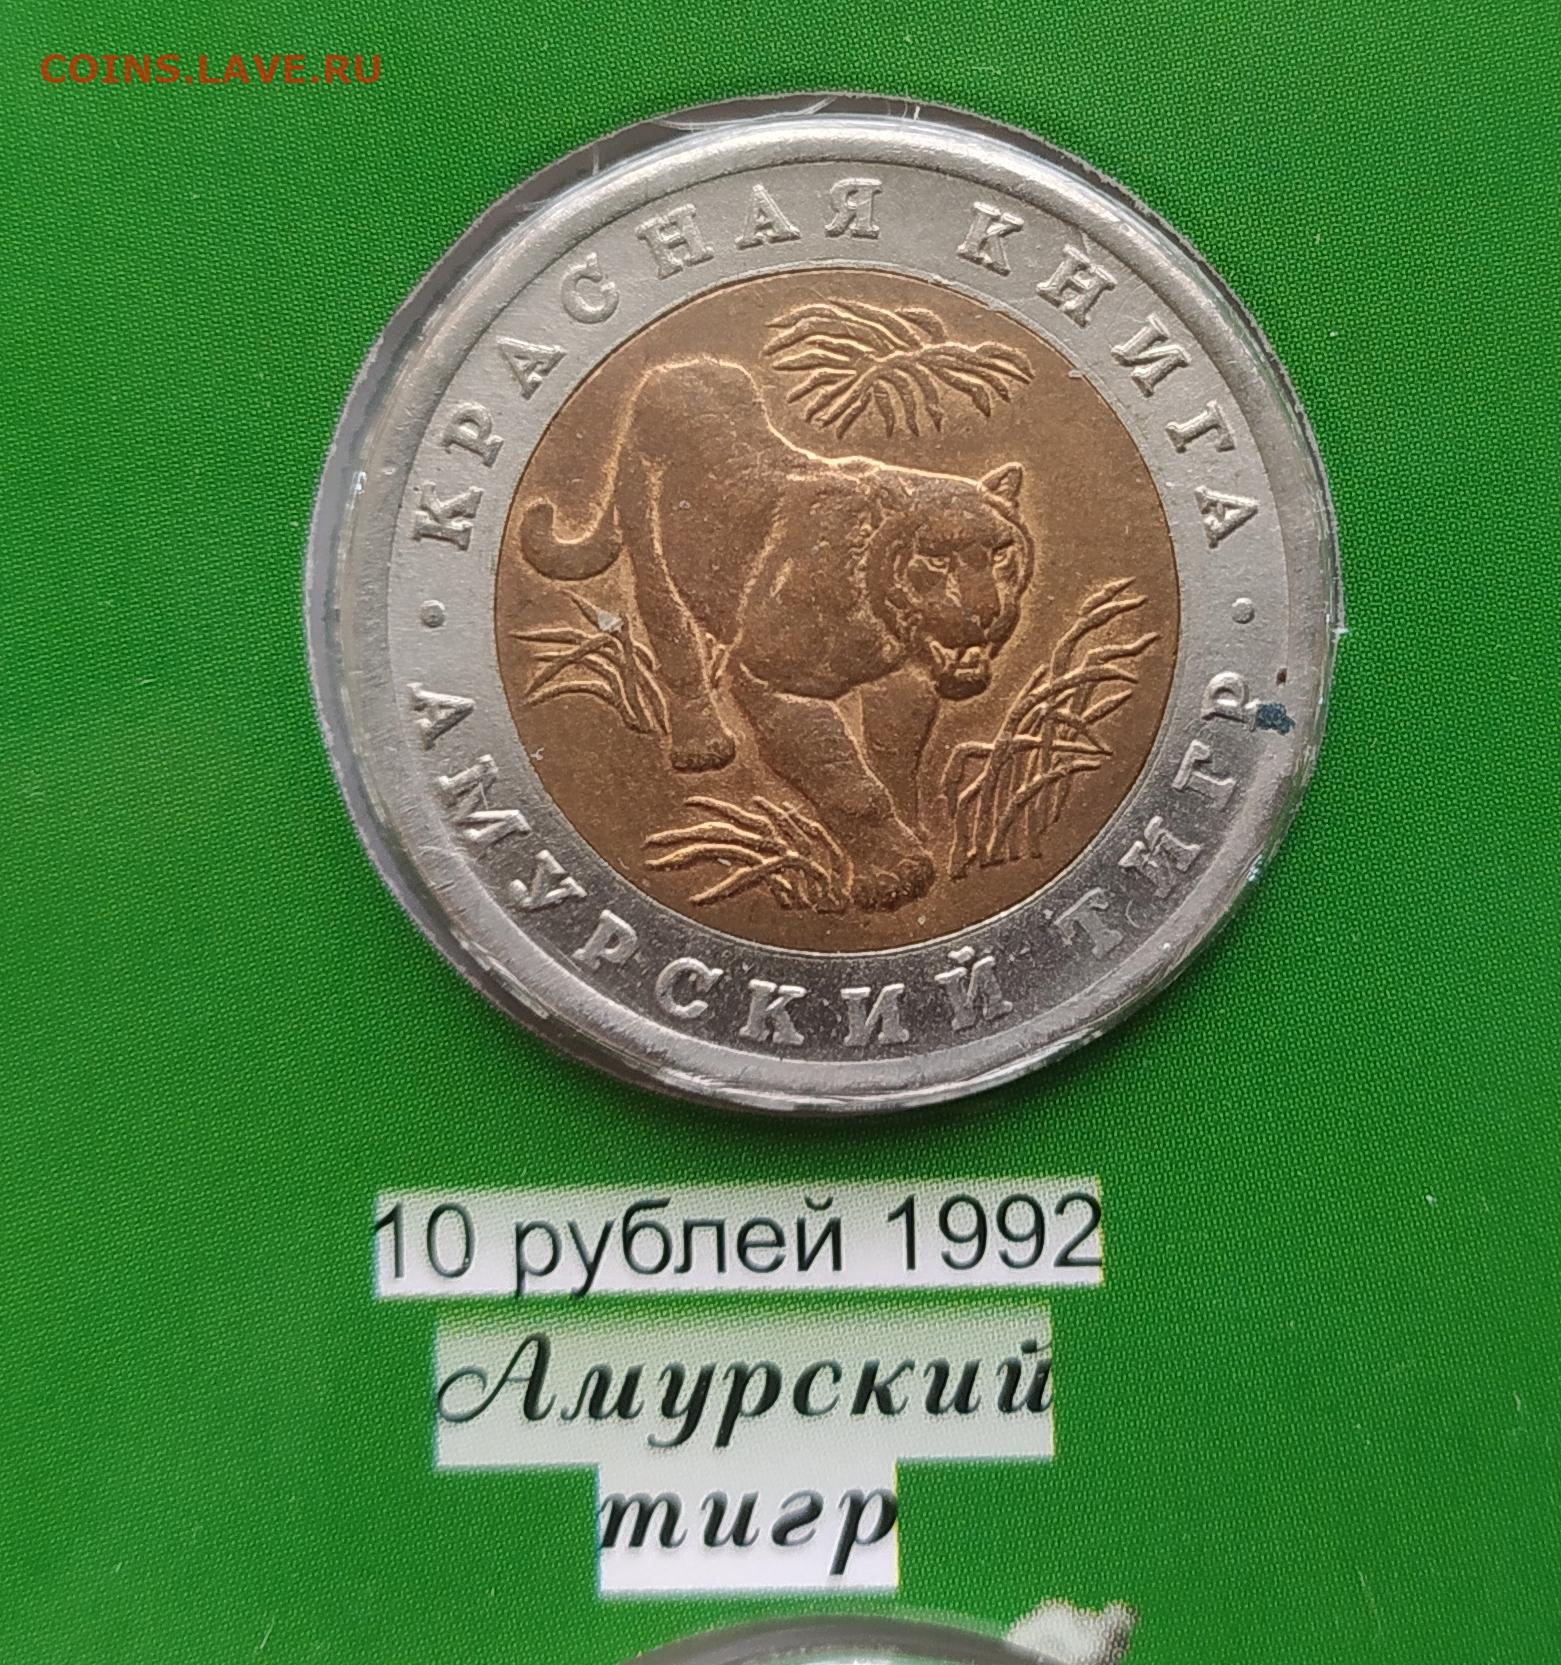 COINS.LAVE.RU
КРАСНАЯ КНИГА
АМУРСКИЙ ТИГР
10 рублей 1992
Амурский
тигр